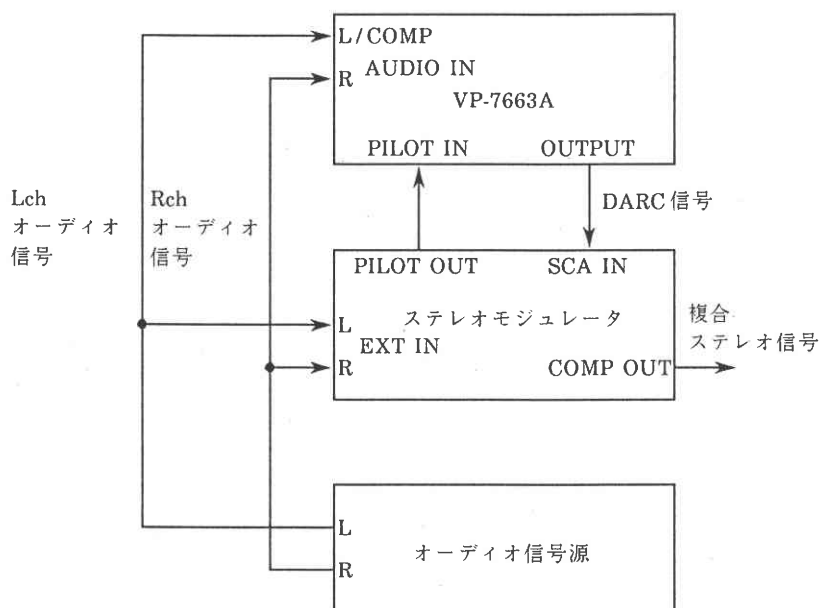 L/COMP
R AUDIO IN
VP-7663A
PILOT IN OUTPUT
Lch
オーディオ
信号
Rch
オーディオ
信号
DARC信号
PILOT OUT SCA IN
L ステレオモジュレータ
EXT IN
R COMP OUT
複合
ステレオ信号
L
オーディオ信号源
R